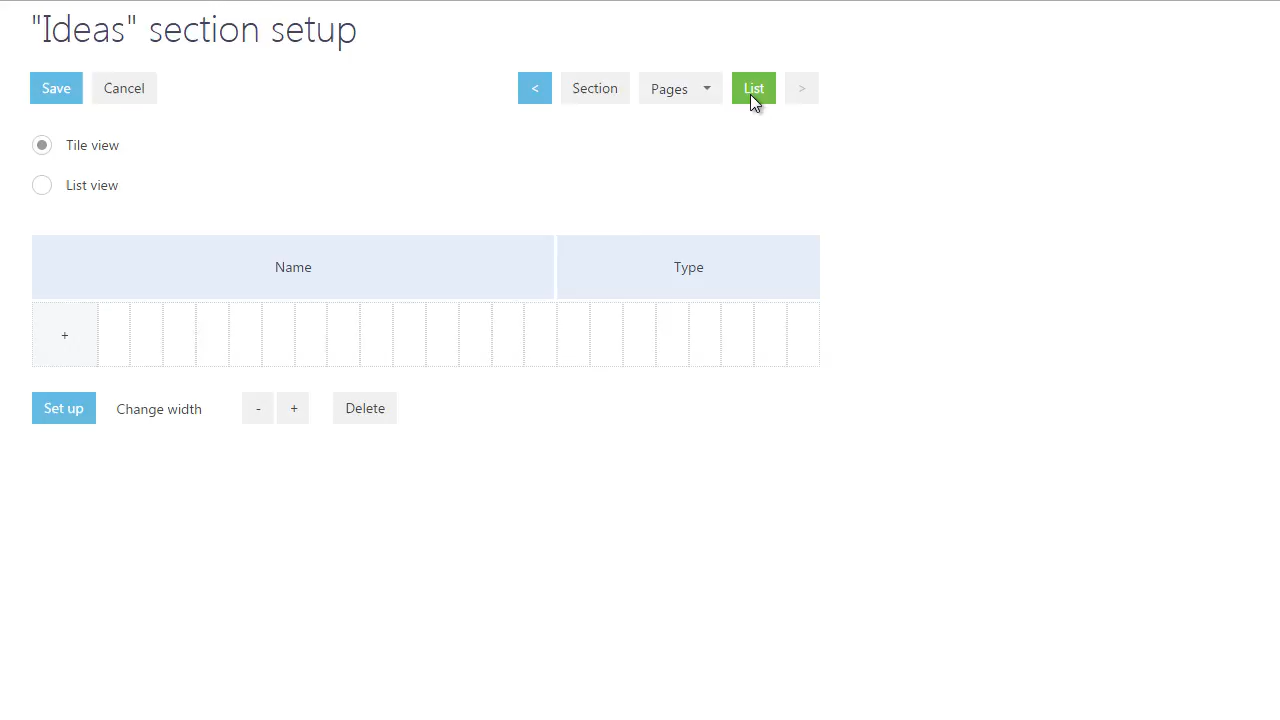 "Ideas" section setup
Save Cancel < Section Pages List >
Tile view
List view
Name Type
+
Set up Change width - + Delete